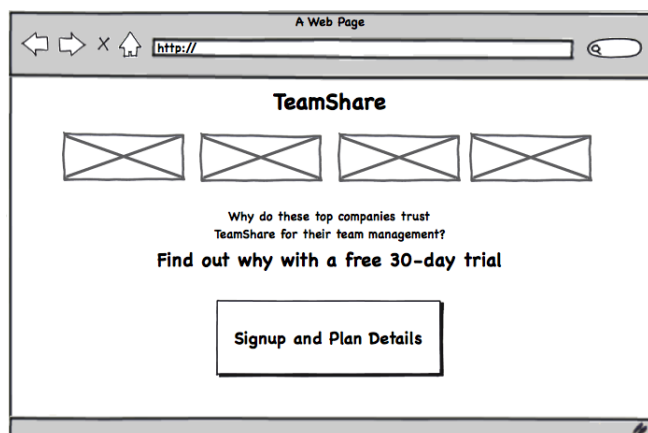 A Web Page
http://
TeamShare
Why do these top companies trust
TeamShare for their team management?
Find out why with a free 30-day trial
Signup and Plan Details